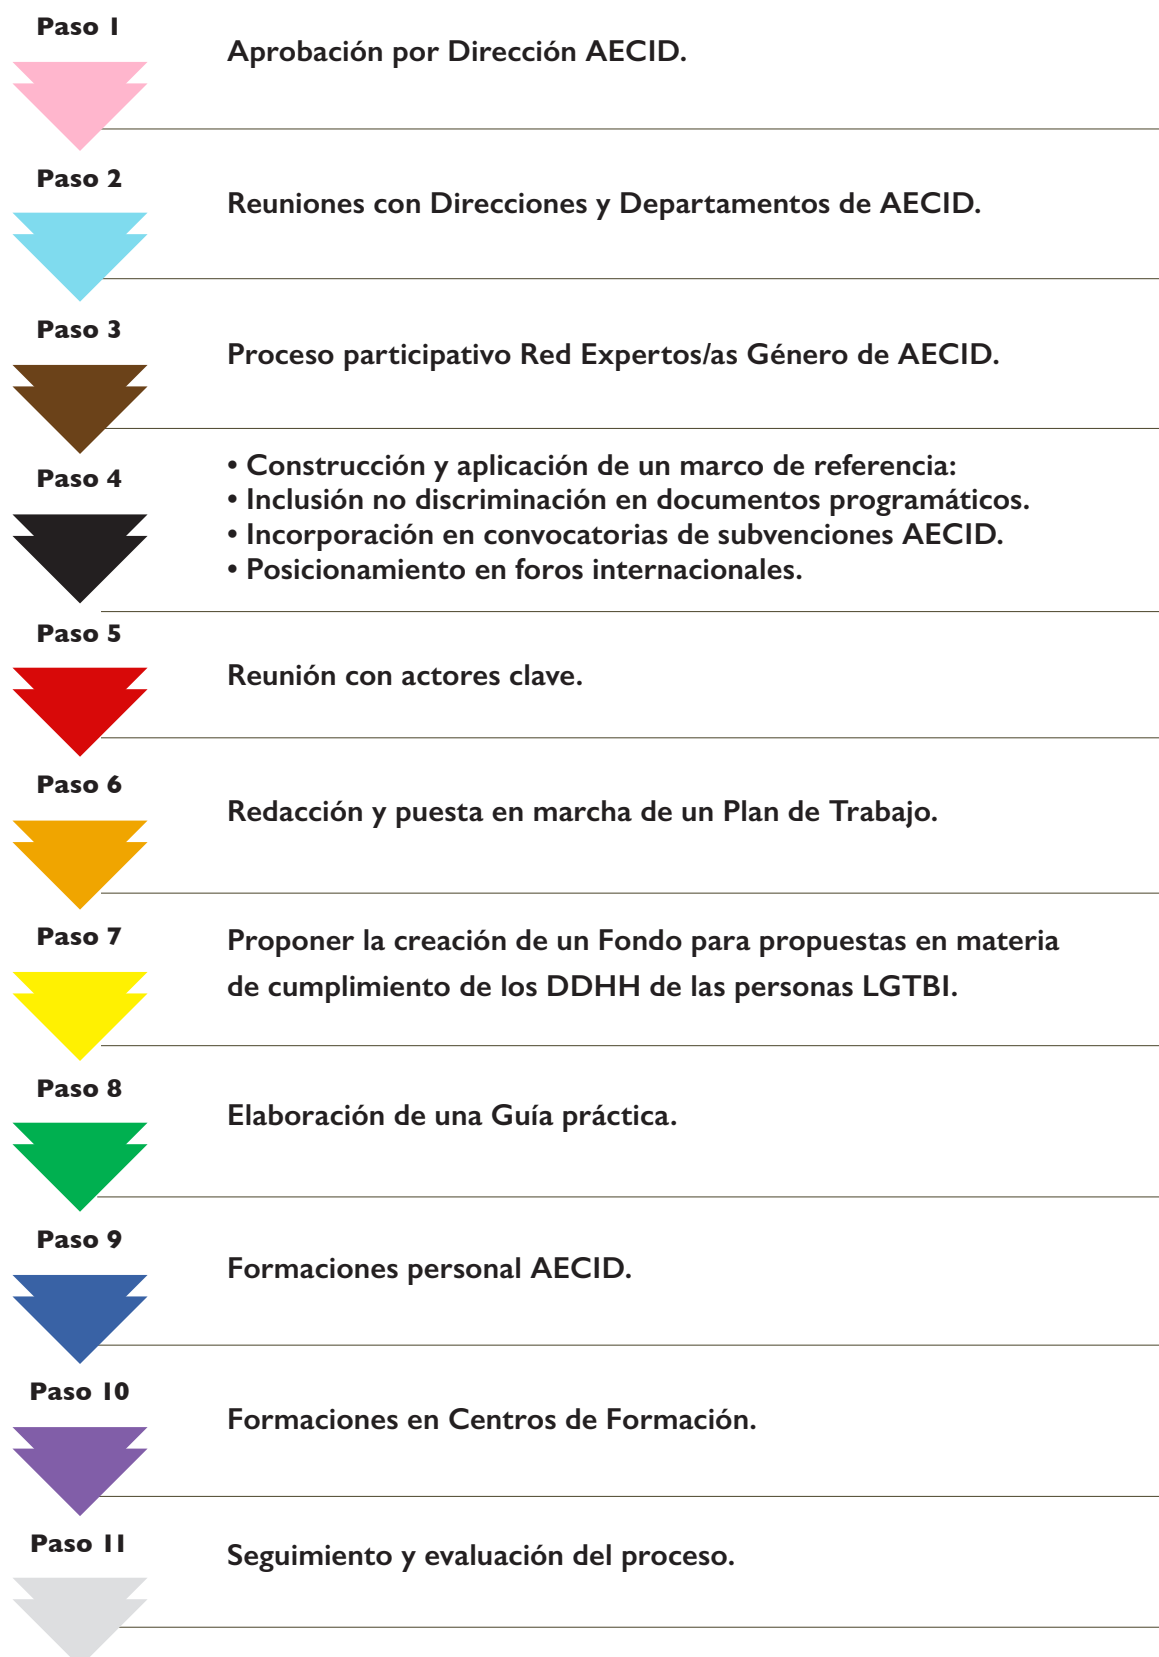 Paso 1
Aprobación por Dirección AECID.
Paso 2
Reuniones con Direcciones y Departamentos de AECID.
Paso 3
Proceso participativo Red Expertos/as Género de AECID.
Paso 4
• Construcción y aplicación de un marco de referencia:
• Inclusión no discriminación en documentos programáticos.
• Incorporación en convocatorias de subvenciones AECID.
• Posicionamiento en foros internacionales.
Paso 5
Reunión con actores clave.
Paso 6
Redacción y puesta en marcha de un Plan de Trabajo.
Paso 7
Proponer la creación de un Fondo para propuestas en materia
de cumplimiento de los DDHH de las personas LGTBI.
Paso 8
Elaboración de una Guía práctica.
Paso 9
Formaciones personal AECID.
Paso 10
Formaciones en Centros de Formación.
Paso 11
Seguimiento y evaluación del proceso.